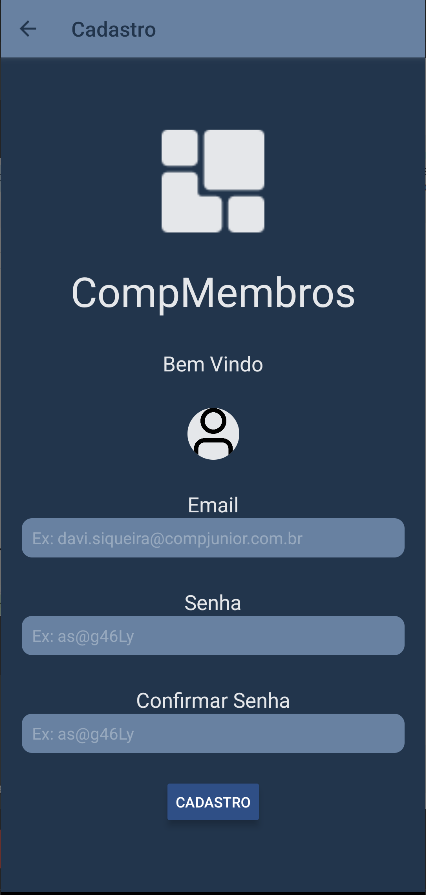 Cadastro
CompMembros
Bem Vindo
Email
Ex: davi.siqueira@compjunior.com.br
Senha
Ex: as@g46Ly
Confirmar Senha
Ex: as@g46Ly
CADASTRO